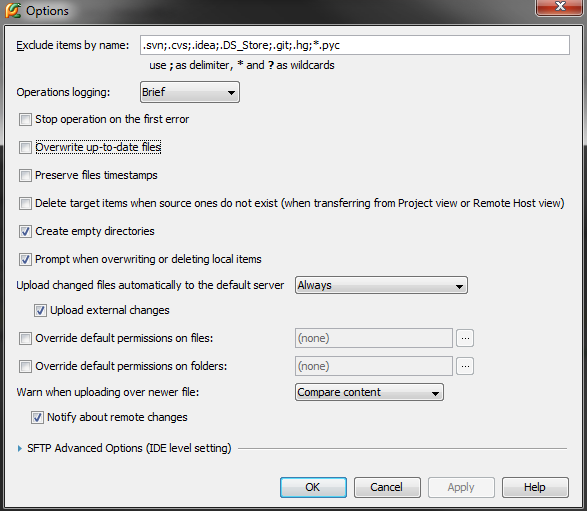 Options
Exclude items by name: .svn;.cvs;.idea;.DS_Store;.git;.hg;*.pyc
use ; as delimiter, * and ? as wildcards
Operations logging: Brief
Stop operation on the first error
Overwrite up-to-date files
Preserve files timestamps
Delete target items when source ones do not exist (when transferring from Project view or Remote Host view)
Create empty directories
Prompt when overwriting or deleting local items
Upload changed files automatically to the default server Always
Upload external changes
Override default permissions on files: (none) ...
Override default permissions on folders: (none) ...
Warn when uploading over newer file: Compare content
Notify about remote changes
SFTP Advanced Options (IDE level setting)
OK Cancel Apply Help